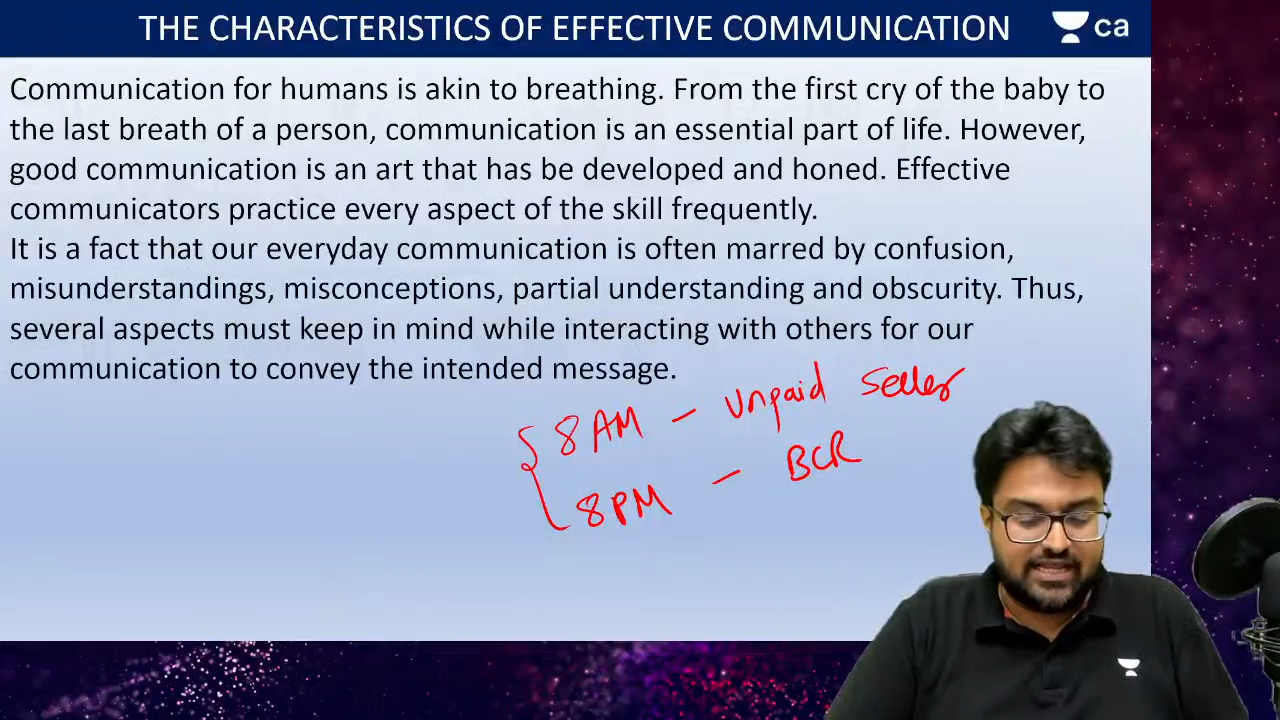 THE CHARACTERISTICS OF EFFECTIVE COMMUNICATION
ca
Communication for humans is akin to breathing. From the first cry of the baby to
the last breath of a person, communication is an essential part of life. However,
good communication is an art that has be developed and honed. Effective
communicators practice every aspect of the skill frequently.
It is a fact that our everyday communication is often marred by confusion,
misunderstandings, misconceptions, partial understanding and obscurity. Thus,
several aspects must keep in mind while interacting with others for our
communication to convey the intended message.
8 AM – Unpaid Seller
8 PM – BCR